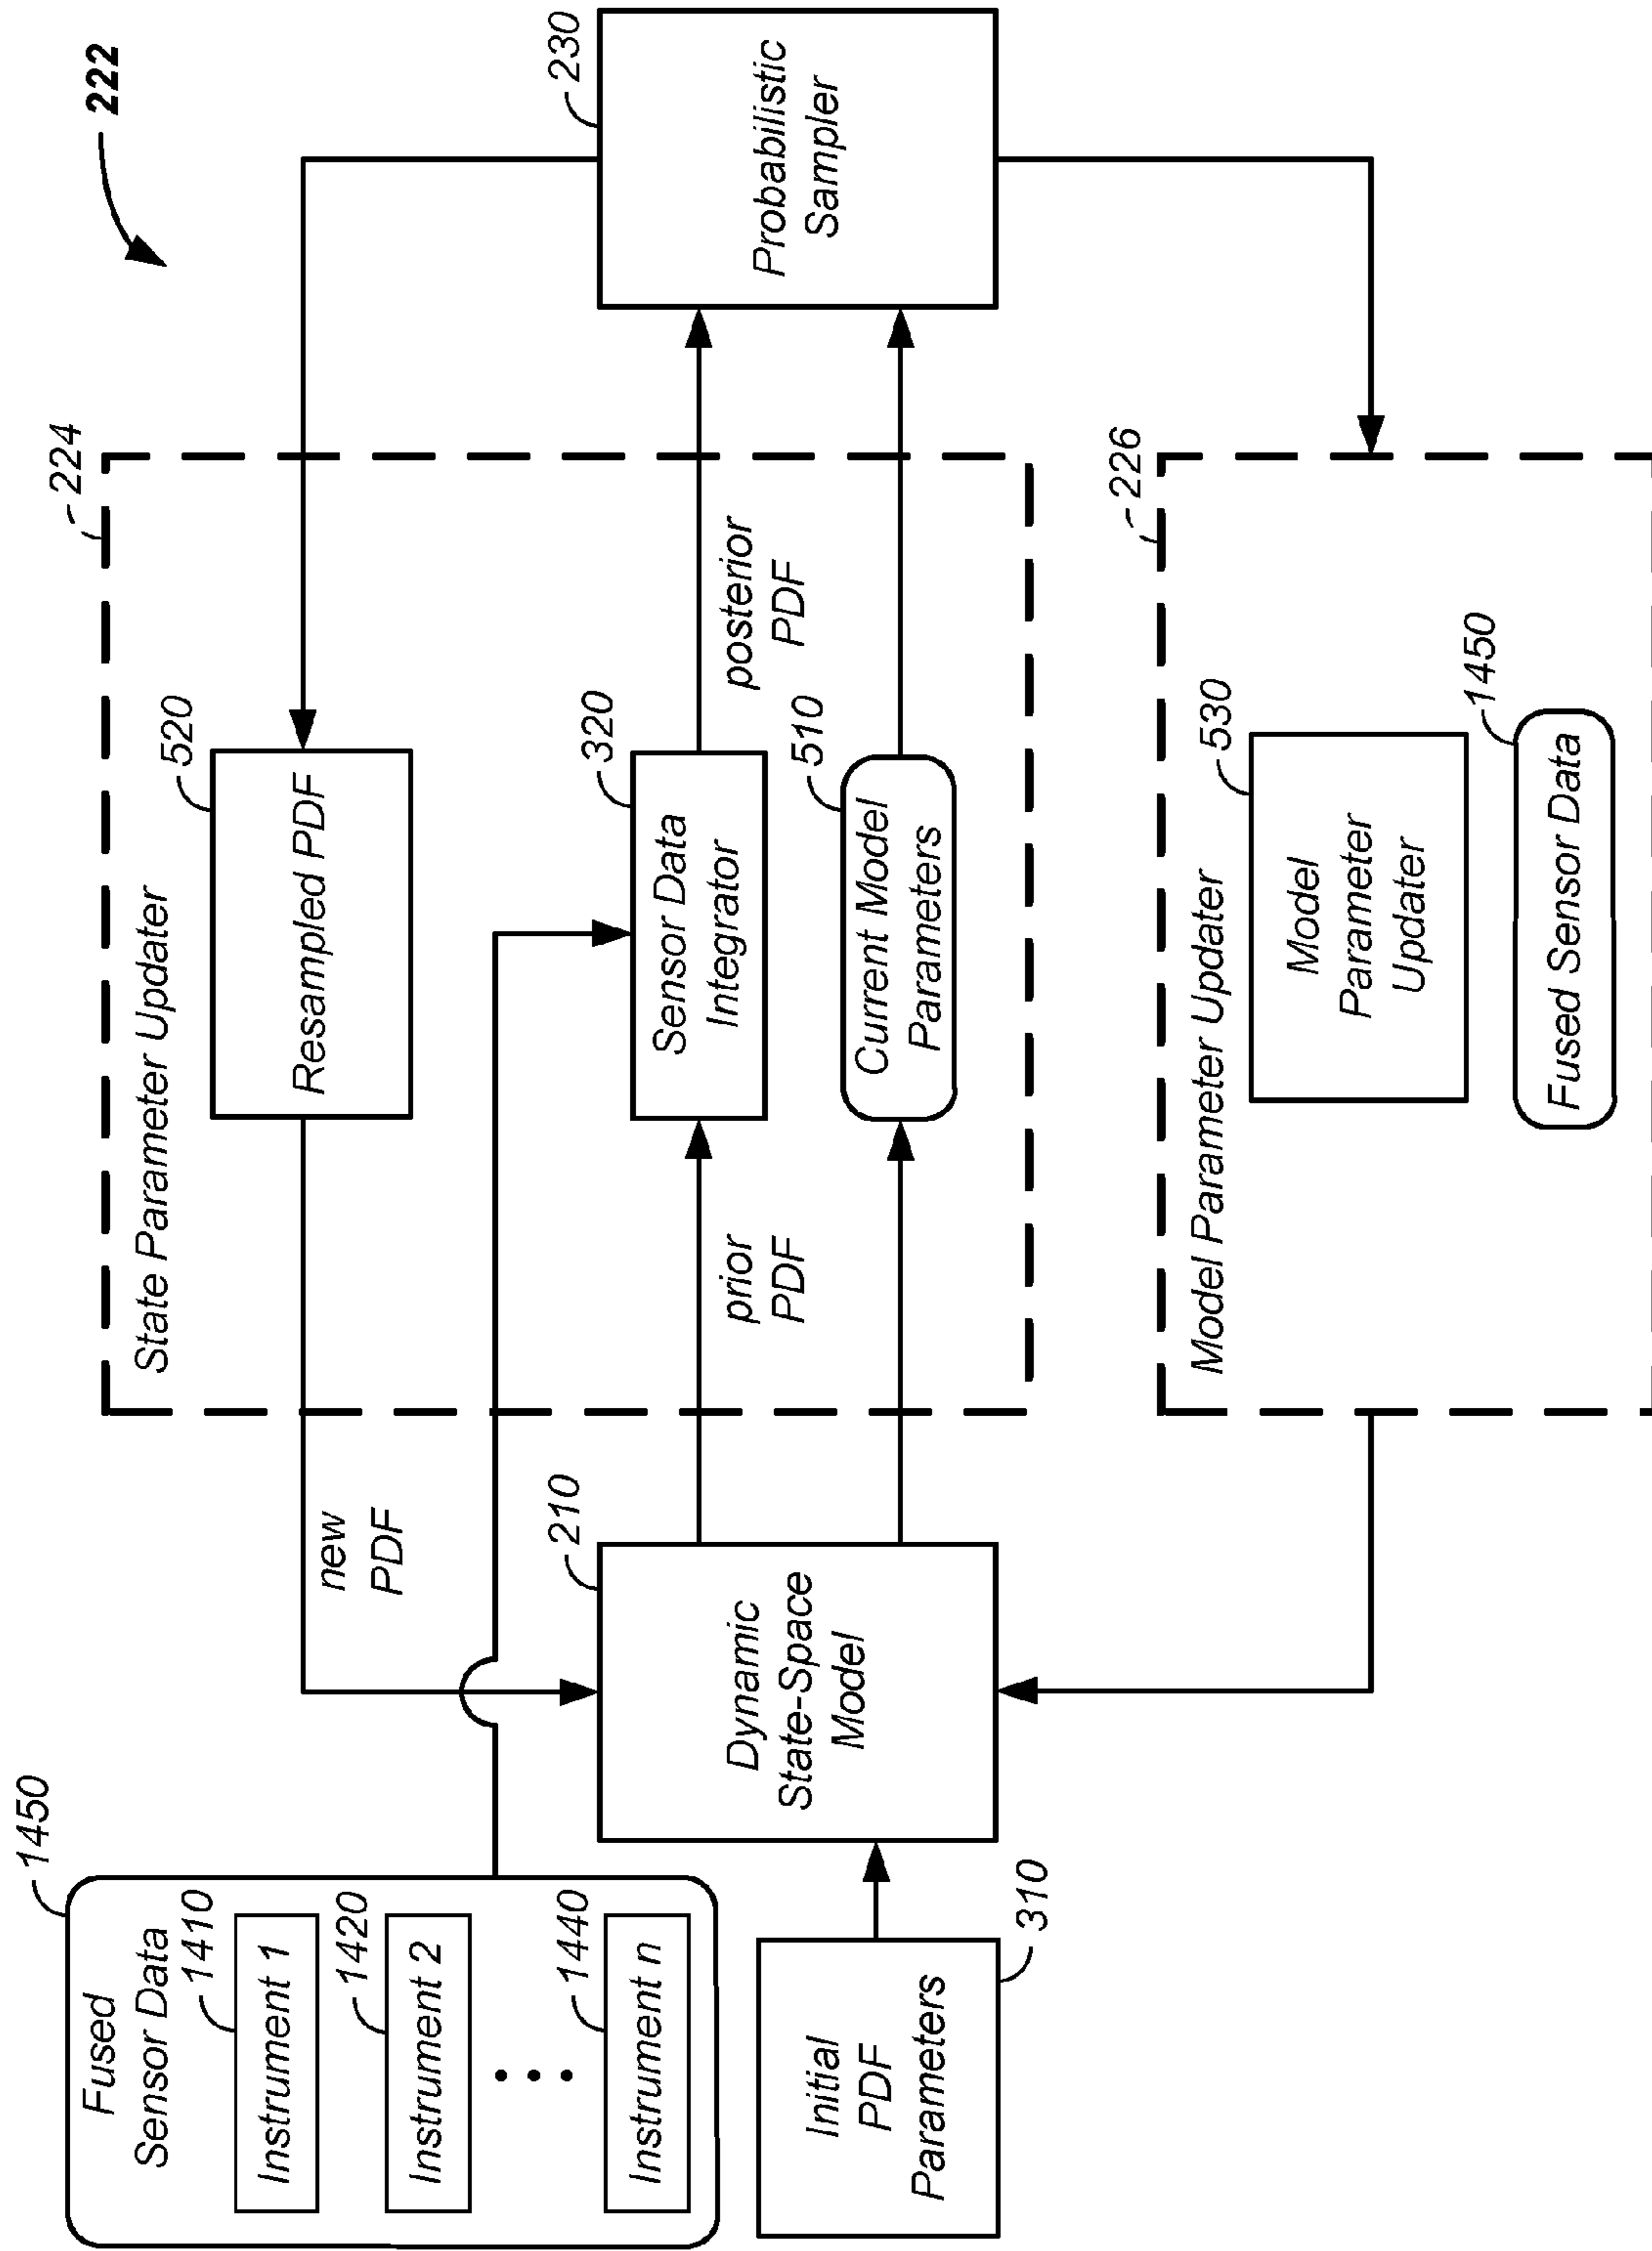 222
1450
Fused
Sensor Data
1410
Instrument 1
1420
Instrument 2
1440
Instrument n
Initial
PDF
Parameters
310
new
PDF
210
Dynamic
State-Space
Model
224
State Parameter Updater
520
Resampled PDF
prior
PDF
320
Sensor Data
Integrator
posterior
PDF
510
Current Model
Parameters
230
Probabilistic
Sampler
226
Model Parameter Updater
530
Model
Parameter
Updater
1450
Fused Sensor Data